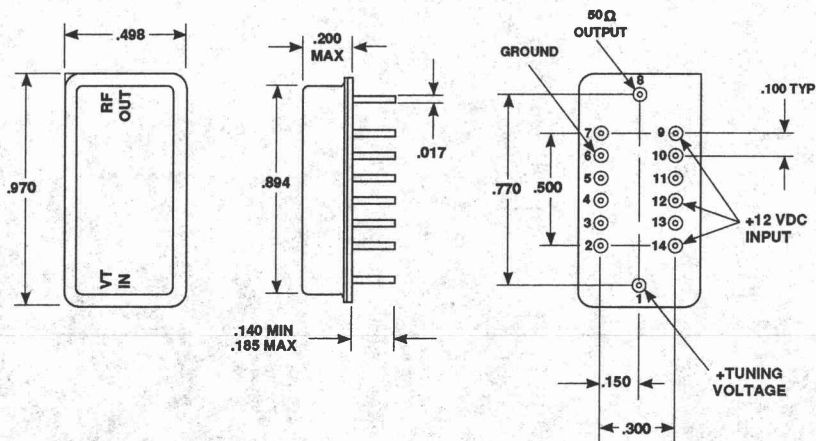 .498
.970
RF
OUT
VT
IN
.200
MAX
.894
.017
.140 MIN
.185 MAX
50Ω
OUTPUT
GROUND
8
.100 TYP
7
9
6
10
5
11
4
12
3
13
2
14
1
.770
.500
+12 VDC
INPUT
+TUNING
VOLTAGE
.150
.300